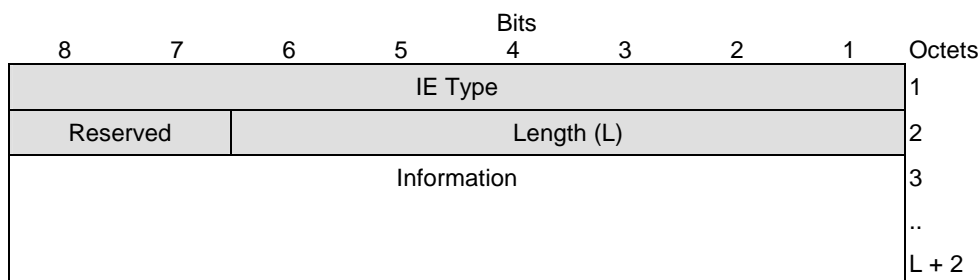 Bits
8 7 6 5 4 3 2 1 Octets
IE Type 1
Reserved Length (L) 2
Information 3
..
L + 2